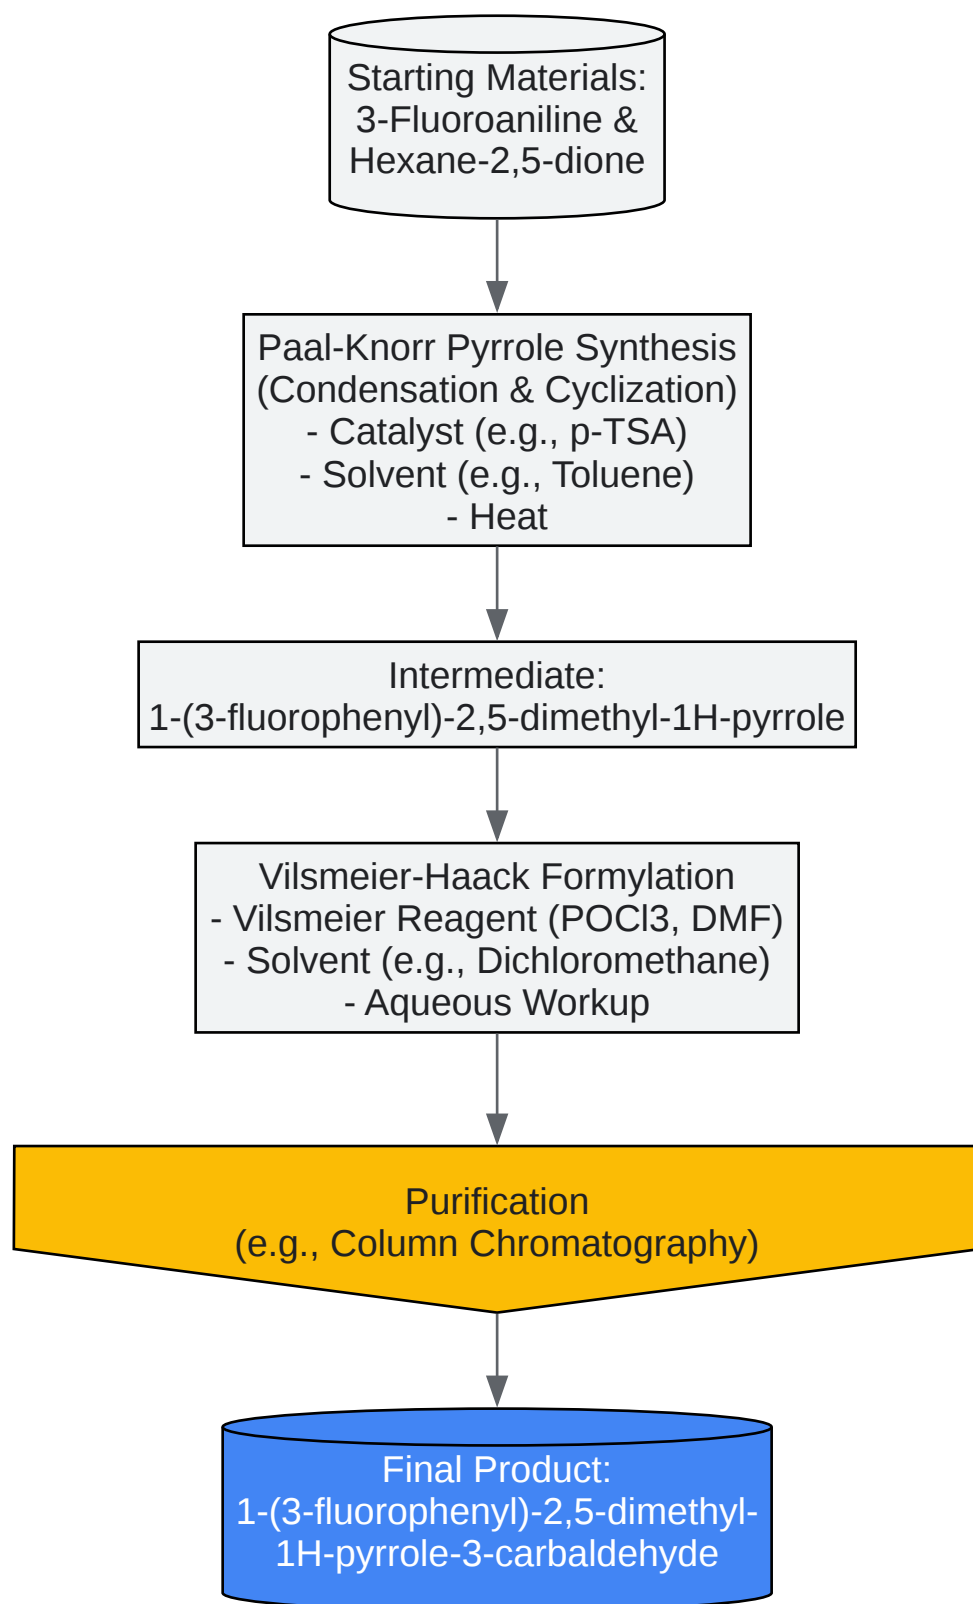 Starting Materials:
3-Fluoroaniline &
Hexane-2,5-dione
Paal-Knorr Pyrrole Synthesis
(Condensation & Cyclization)
- Catalyst (e.g., p-TSA)
- Solvent (e.g., Toluene)
- Heat
Intermediate:
1-(3-fluorophenyl)-2,5-dimethyl-1H-pyrrole
Vilsmeier-Haack Formylation
- Vilsmeier Reagent (POCl3, DMF)
- Solvent (e.g., Dichloromethane)
- Aqueous Workup
Purification
(e.g., Column Chromatography)
Final Product:
1-(3-fluorophenyl)-2,5-dimethyl-
1H-pyrrole-3-carbaldehyde